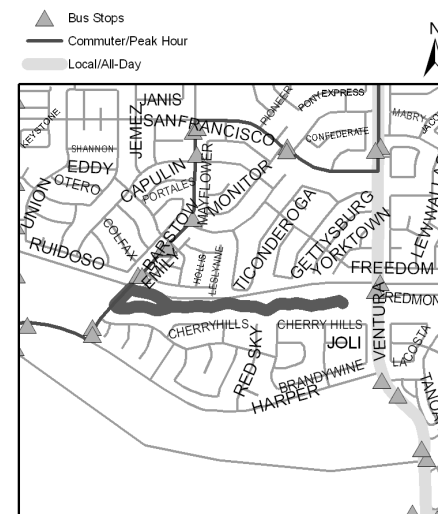 Bus Stops
N
Commuter/Peak Hour
Local/All-Day
JANIS
PIONEER
PONY EXPRESS
KEYSTONE
JEMEZ
SAN FRANCISCO
CONFEDERATE
MABRY
SHANNON
EDDY
OTERO
CAPULIN
PORTALES
MAYFLOWER
MONITOR
UNION
COLFAX
BARSTOW
EMILY
HOLLIS
LESLYNNE
TICONDEROGA
GETTYSBURG
YORKTOWN
RUIDOSO
FREEDOM
REDMON
VENTURA
CHERRYHILLS
CHERRY HILLS
JOLI
RED SKY
LACOSTA
BRANDYWINE
HARPER
TANOA